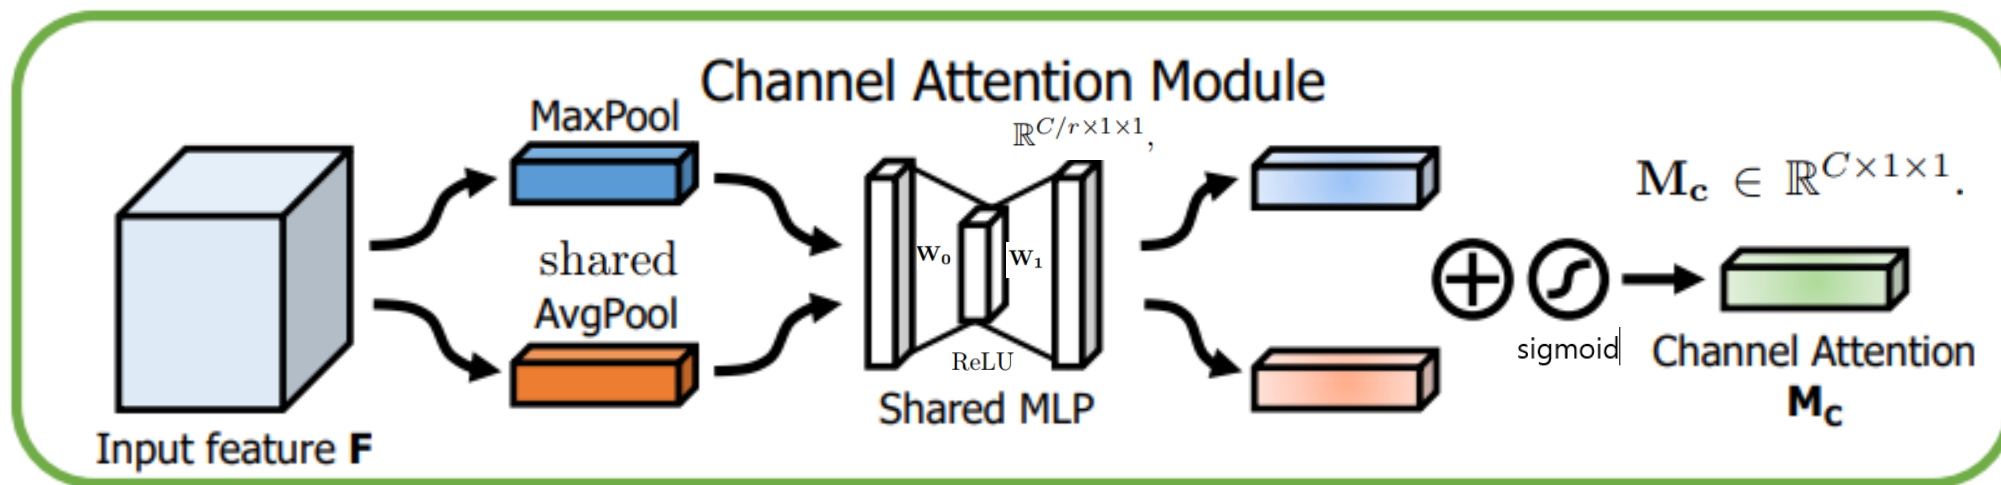 Channel Attention Module
MaxPool
ℝ^{C/r×1×1},
M_c ∈ ℝ^{C×1×1}.
shared
W₀
W₁
AvgPool
ReLU
sigmoid
Shared MLP
Channel Attention
M_C
Input feature F